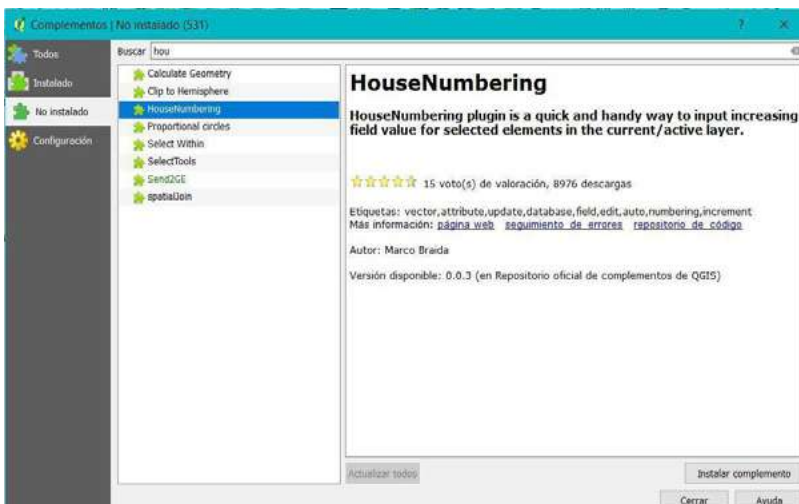 Complementos | No instalado (531)
? ×
Todos
Instalado
No instalado
Configuración
Buscar hou
Calculate Geometry
Clip to Hemisphere
HouseNumbering
Proportional circles
Select Within
SelectTools
Send2GE
spatialJoin
HouseNumbering
HouseNumbering plugin is a quick and handy way to input increasing
field value for selected elements in the current/active layer.
15 voto(s) de valoración, 8976 descargas
Etiquetas: vector,attribute,update,database,field,edit,auto,numbering,increment
Más información: página web seguimiento de errores repositorio de código
Autor: Marco Braida
Versión disponible: 0.0.3 (en Repositorio oficial de complementos de QGIS)
Actualizar todos
Instalar complemento
Cerrar
Ayuda